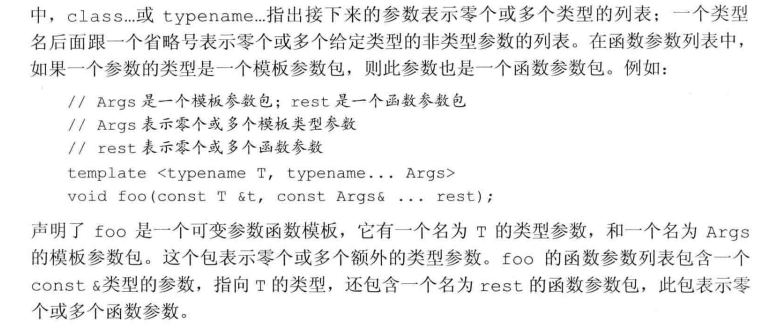 中，class…或 typename…指出接下来的参数表示零个或多个类型的列表；一个类型
名后面跟一个省略号表示零个或多个给定类型的非类型参数的列表。在函数参数列表中，
如果一个参数的类型是一个模板参数包，则此参数也是一个函数参数包。例如：
// Args 是一个模板参数包；rest 是一个函数参数包
// Args 表示零个或多个模板类型参数
// rest 表示零个或多个函数参数
template <typename T, typename... Args>
void foo(const T &t, const Args& ... rest);
声明了 foo 是一个可变参数函数模板，它有一个名为 T 的类型参数，和一个名为 Args
的模板参数包。这个包表示零个或多个额外的类型参数。foo 的函数参数列表包含一个
const &类型的参数，指向 T 的类型，还包含一个名为 rest 的函数参数包，此包表示零
个或多个函数参数。